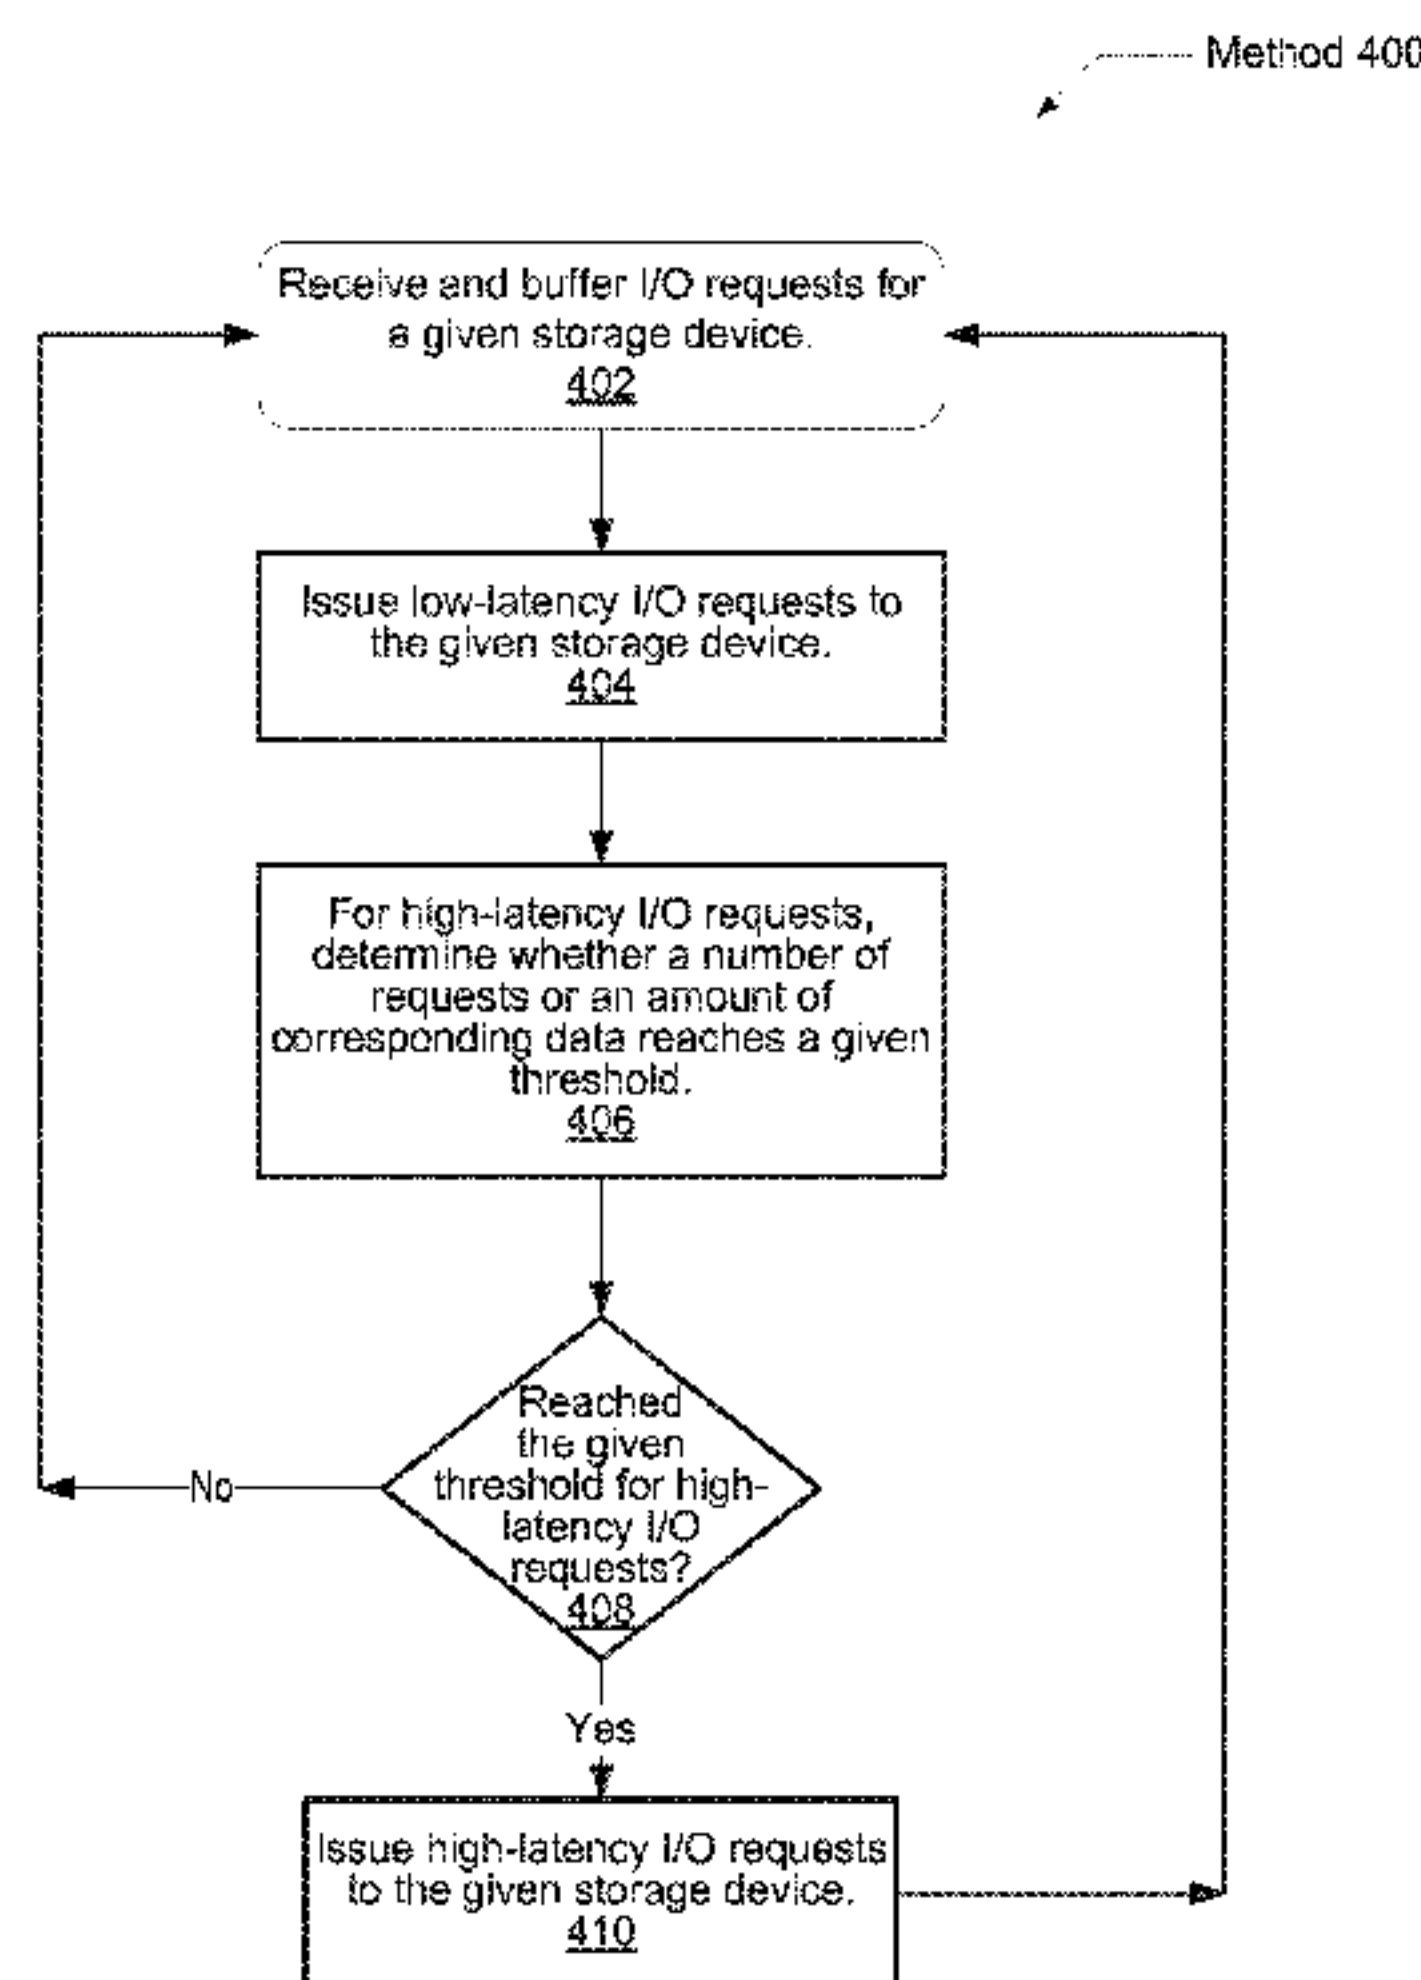 Method 400
Receive and buffer I/O requests for
a given storage device.
402
Issue low-latency I/O requests to
the given storage device.
404
For high-latency I/O requests,
determine whether a number of
requests or an amount of
corresponding data reaches a given
threshold.
406
Reached
the given
threshold for high-
latency I/O
requests?
408
No
Yes
Issue high-latency I/O requests
to the given storage device.
410